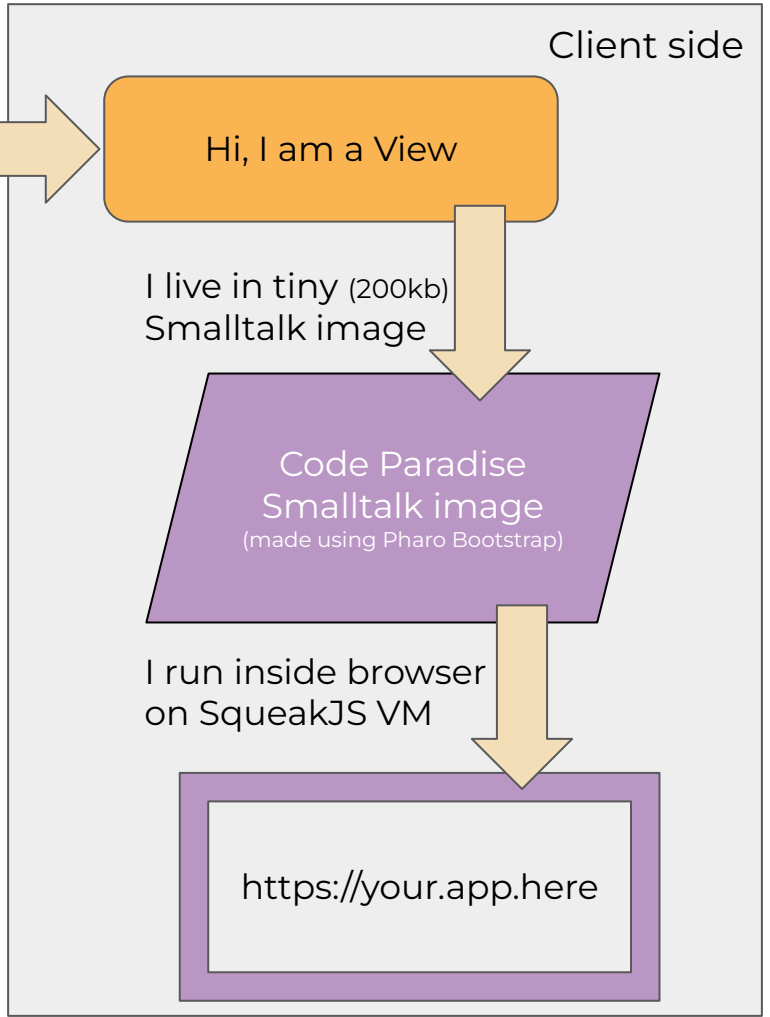 Client side
Hi, I am a View
I live in tiny (200kb)
Smalltalk image
Code Paradise
Smalltalk image
(made using Pharo Bootstrap)
I run inside browser
on SqueakJS VM
https://your.app.here